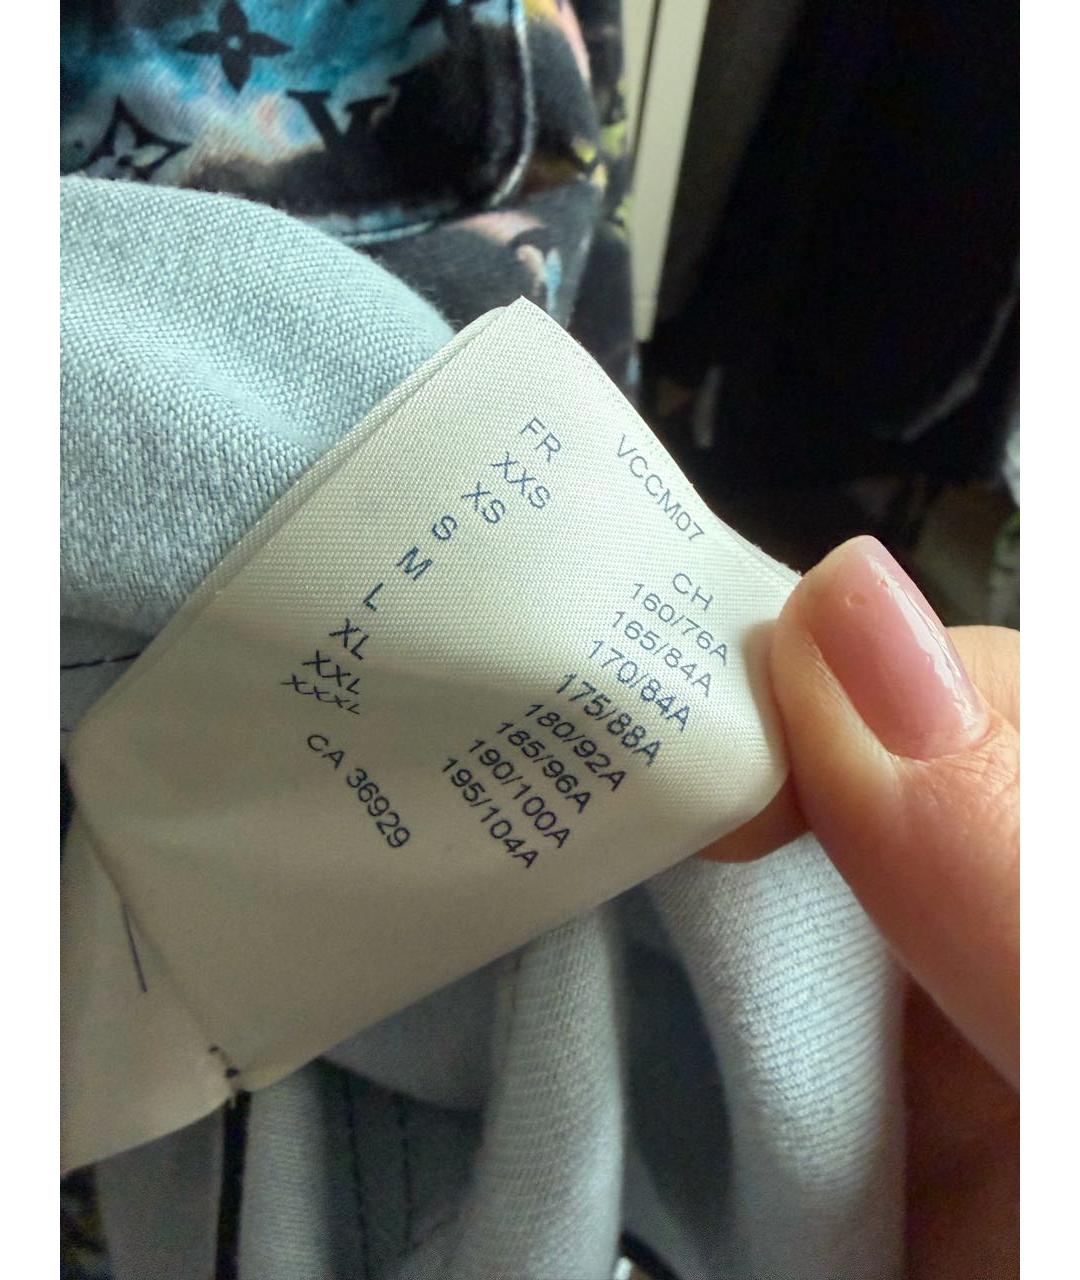 VCCM07
FR CH
XXS 160/76A
XS 165/84A
S 170/84A
M 175/88A
L 180/92A
XL 185/96A
XXL 190/100A
XXXL 195/104A
CA 36929